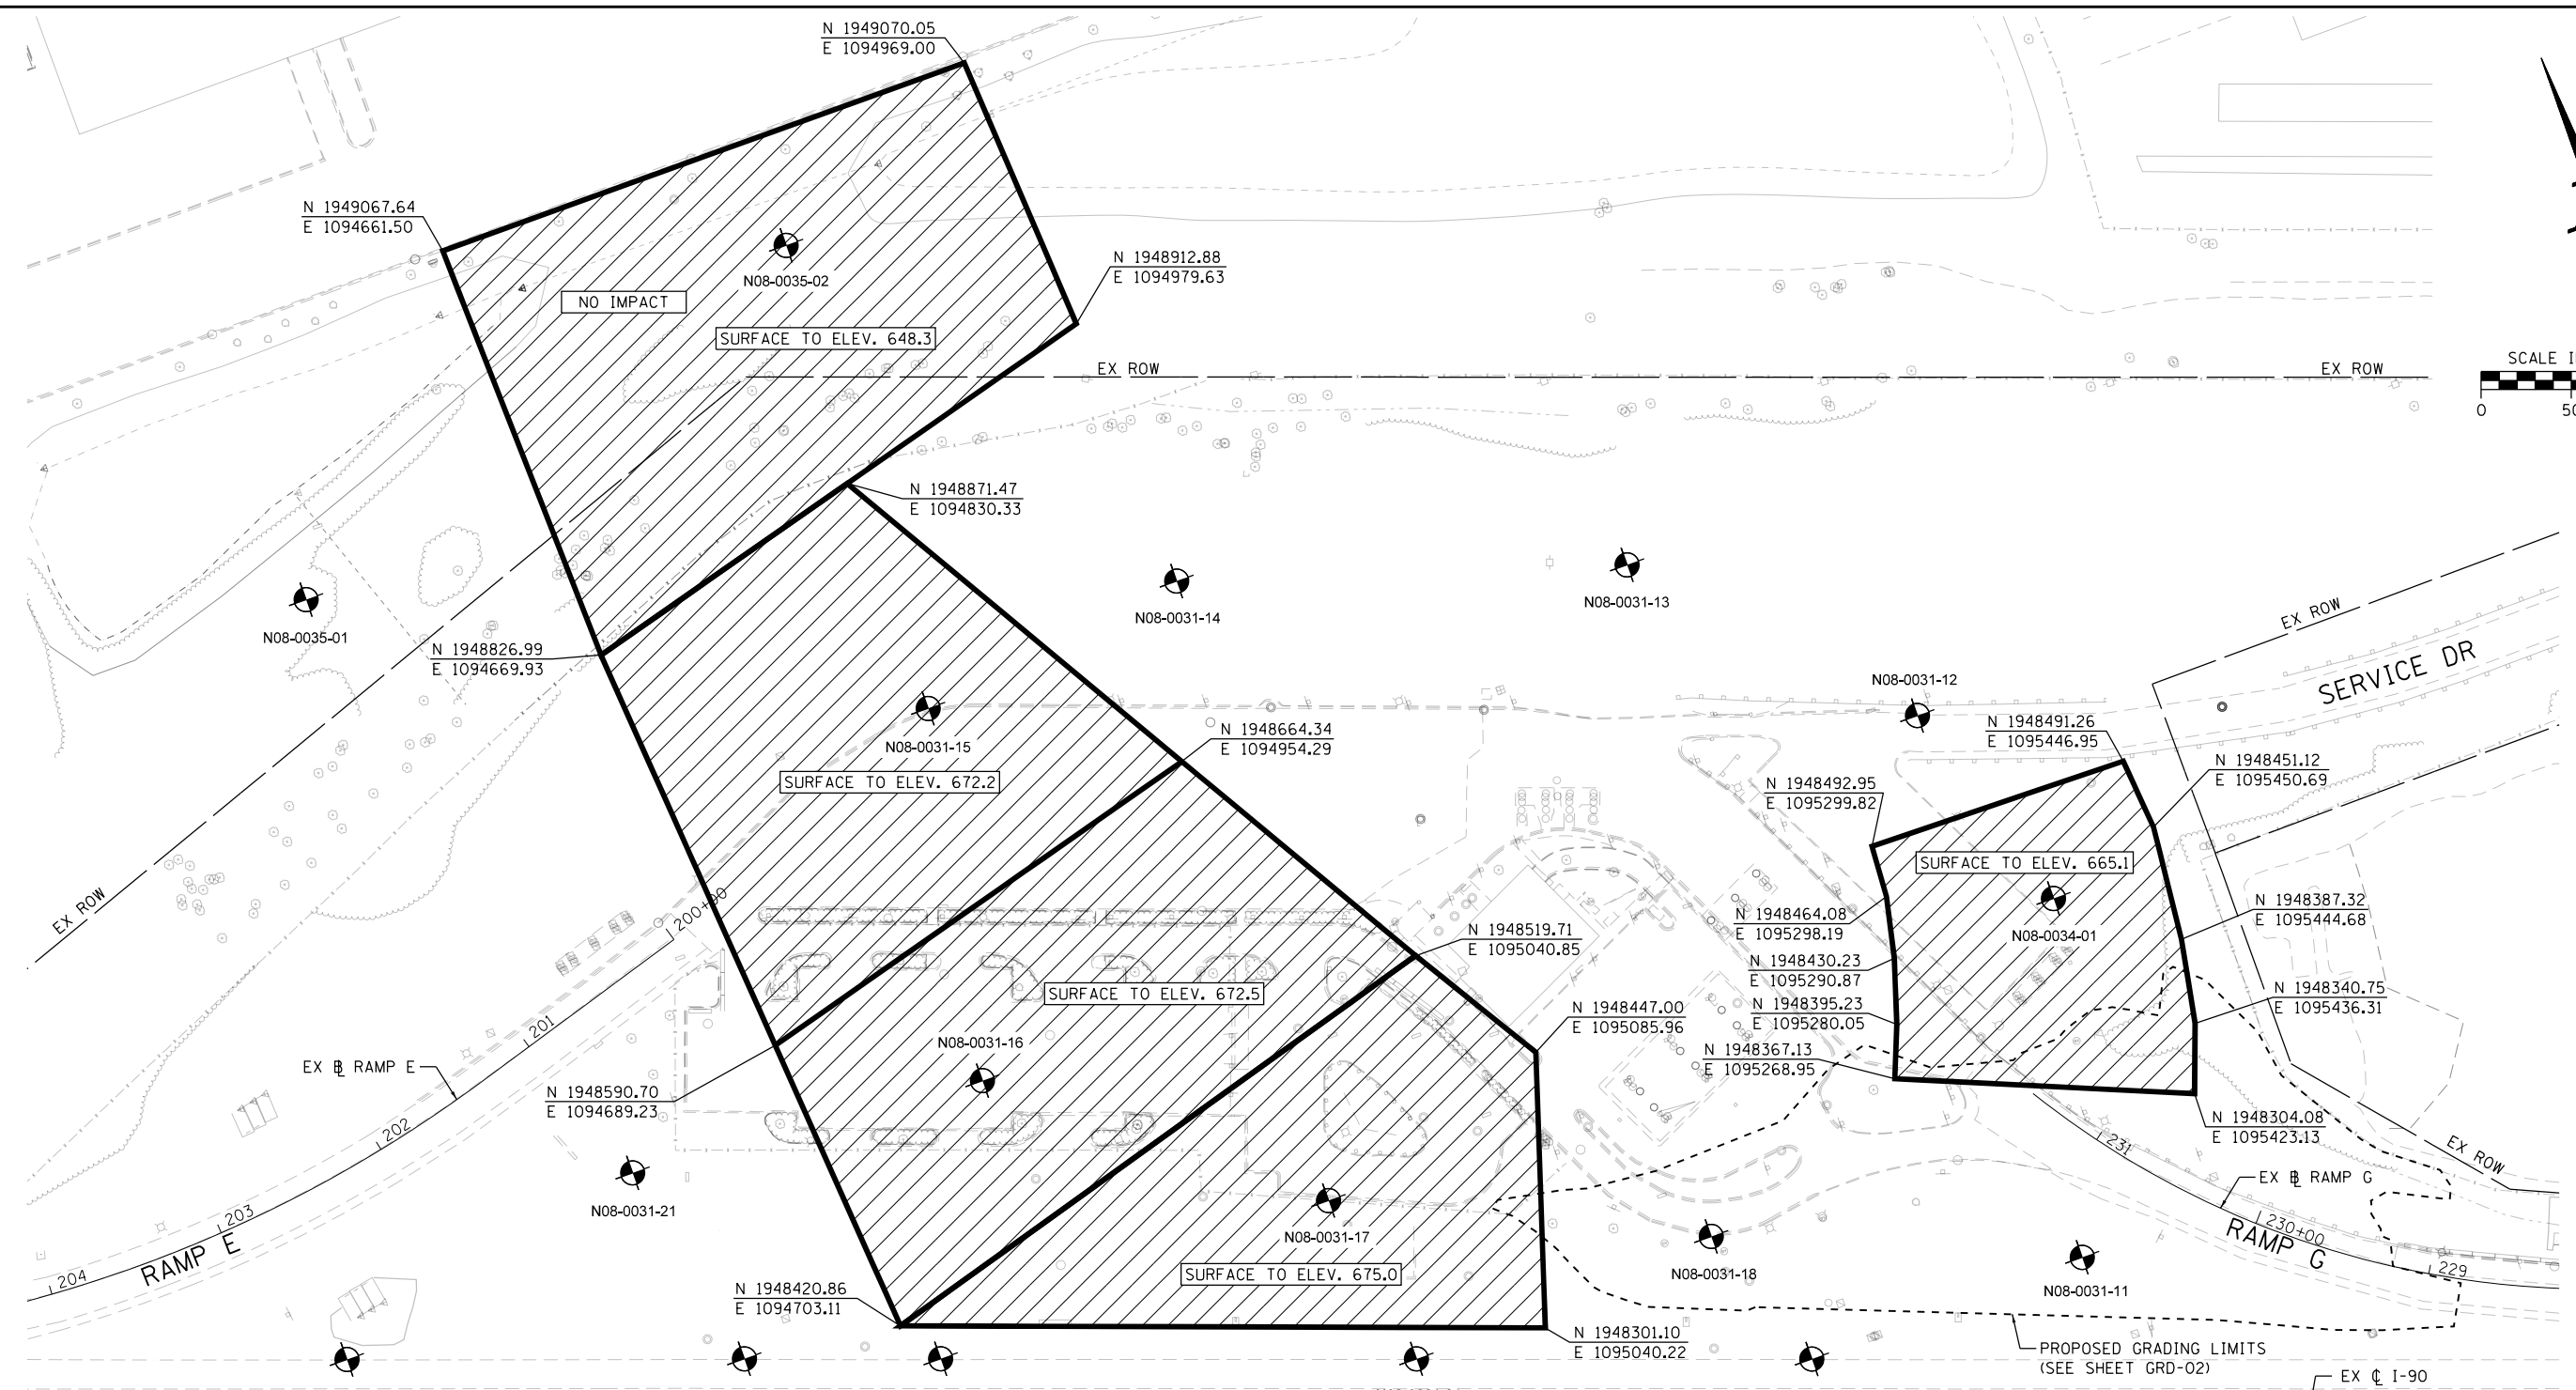 N 1949070.05
E 1094969.00
N 1949067.64
E 1094661.50
N08-0035-02
NO IMPACT
SURFACE TO ELEV. 648.3
N 1948912.88
E 1094979.63
EX ROW
EX ROW
SCALE
0
N 1948871.47
E 1094830.33
N08-0035-01
N08-0031-14
N08-0031-13
EX ROW
N 1948826.99
E 1094669.93
SERVICE DR
N08-0031-12
N 1948491.26
E 1095446.95
N08-0031-15
N 1948664.34
E 1094954.29
SURFACE TO ELEV. 672.2
N 1948451.12
E 1095450.69
N 1948492.95
E 1095299.82
SURFACE TO ELEV. 665.1
N08-0034-01
EX ROW
200+00
N 1948464.08
E 1095298.19
N 1948387.32
E 1095444.68
N 1948519.71
E 1095040.85
N 1948430.23
E 1095290.87
SURFACE TO ELEV. 672.5
N 1948340.75
E 1095436.31
N 1948395.23
E 1095280.05
N 1948447.00
E 1095085.96
201
N08-0031-16
N 1948367.13
E 1095268.95
EX BL RAMP E
N 1948590.70
E 1094689.23
N 1948304.08
E 1095423.13
202
231
EX ROW
EX BL RAMP G
N08-0031-21
203
N08-0031-17
230+00
RAMP G
RAMP E
204
SURFACE TO ELEV. 675.0
N08-0031-18
229
N08-0031-11
N 1948420.86
E 1094703.11
N 1948301.10
E 1095040.22
PROPOSED GRADING LIMITS
(SEE SHEET GRD-02)
EX CL I-90